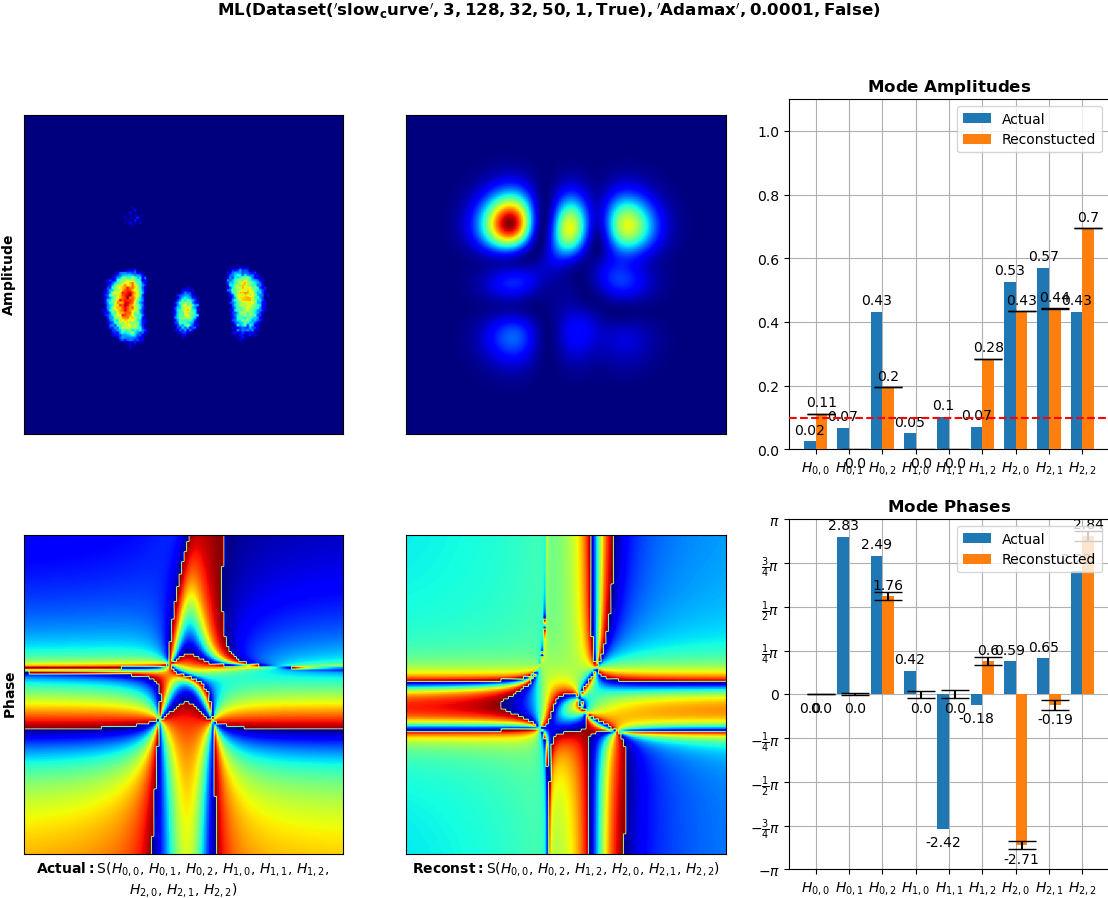 ML(Dataset('slow_curve', 3, 128, 32, 50, 1, True), 'Adamax', 0.0001, False)
Amplitude
Mode Amplitudes
Actual
Reconstucted
1.0
0.8
0.6
0.4
0.2
0.0
0.02 0.07 0.43 0.05 0.1 0.07 0.53 0.57 0.43
0.11 0.0 0.2 0.0 0.0 0.28 0.43 0.44 0.7
H0,0 H0,1 H0,2 H1,0 H1,1 H1,2 H2,0 H2,1 H2,2
Phase
Mode Phases
Actual
Reconstucted
π
3/4π
1/2π
1/4π
0
−1/4π
−1/2π
−3/4π
−π
0.0 2.83 2.49 0.42 -2.42 -0.18 0.59 0.65
0.0 0.0 1.76 0.0 0.0 0.6 -2.71 -0.19 2.84
H0,0 H0,1 H0,2 H1,0 H1,1 H1,2 H2,0 H2,1 H2,2
Actual: S(H0,0, H0,1, H0,2, H1,0, H1,1, H1,2,
H2,0, H2,1, H2,2)
Reconst: S(H0,0, H0,2, H1,2, H2,0, H2,1, H2,2)